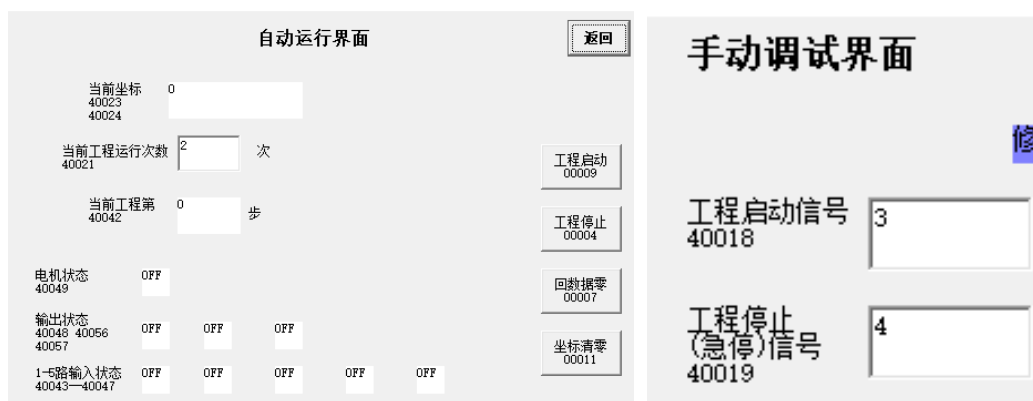 自动运行界面
返回
当前坐标
40023
40024
0
当前工程运行次数
40021
2
次
当前工程第
40042
0
步
工程启动
00009
工程停止
00004
回数据零
00007
坐标清零
00011
电机状态
40049
OFF
输出状态
40048 40056
40057
OFF OFF OFF
1-5路输入状态
40043—40047
OFF OFF OFF OFF OFF
手动调试界面
工程启动信号
40018
3
工程停止
(急停)信号
40019
4